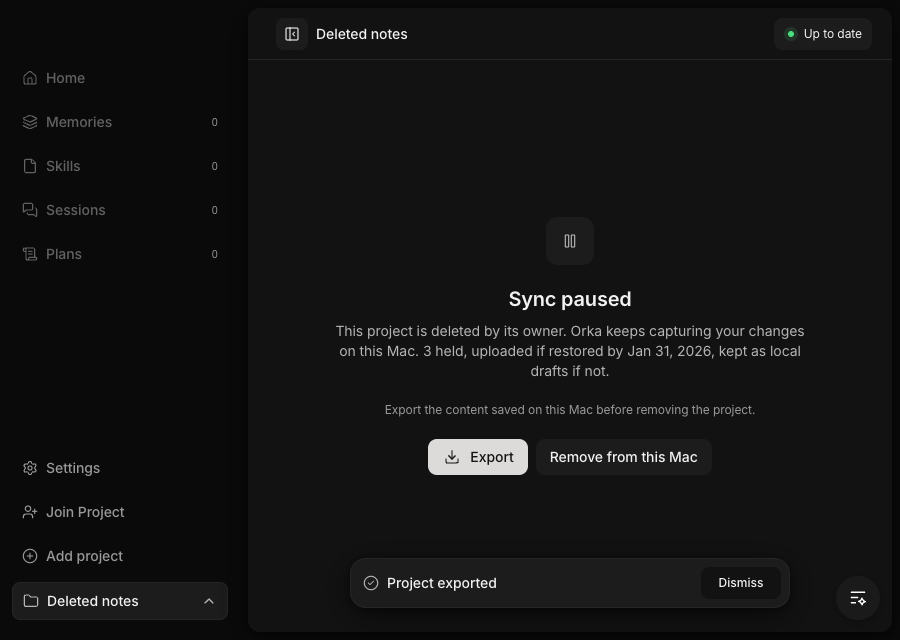 Home
Memories 0
Skills 0
Sessions 0
Plans 0
Settings
Join Project
Add project
Deleted notes
Deleted notes
Up to date
Sync paused
This project is deleted by its owner. Orka keeps capturing your changes
on this Mac. 3 held, uploaded if restored by Jan 31, 2026, kept as local
drafts if not.
Export the content saved on this Mac before removing the project.
Export
Remove from this Mac
Project exported
Dismiss